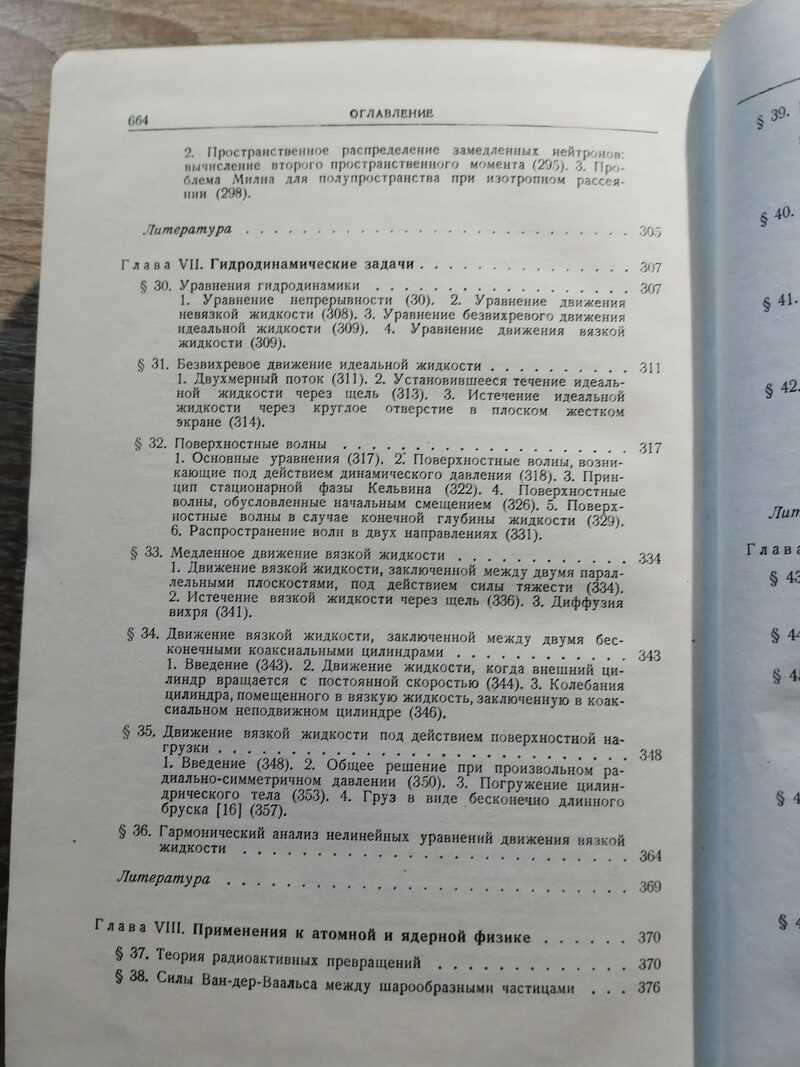 664
ОГЛАВЛЕНИЕ
2. Пространственное распределение замедленных нейтронов:
вычисление второго пространственного момента (295). 3. Про-
блема Милна для полупространства при изотропном рассея-
нии (298).
Литература . . . . . . . . . . . . . . . . . . . . . . . . . . . 305
Глава VII. Гидродинамические задачи . . . . . . . . . . . . . . . 307
§ 30. Уравнения гидродинамики . . . . . . . . . . . . . . . . . . 307
1. Уравнение непрерывности (30). 2. Уравнение движения
невязкой жидкости (308). 3. Уравнение безвихревого движения
идеальной жидкости (309). 4. Уравнение движения вязкой
жидкости (309).
§ 31. Безвихревое движение идеальной жидкости . . . . . . . . . . 311
1. Двухмерный поток (311). 2. Установившееся течение идеаль-
ной жидкости через щель (313). 3. Истечение идеальной
жидкости через круглое отверстие в плоском жестком
экране (314).
§ 32. Поверхностные волны . . . . . . . . . . . . . . . . . . . . 317
1. Основные уравнения (317). 2. Поверхностные волны, возни-
кающие под действием динамического давления (318). 3. Прин-
цип стационарной фазы Кельвина (322). 4. Поверхностные
волны, обусловленные начальным смещением (326). 5. Поверх-
ностные волны в случае конечной глубины жидкости (329).
6. Распространение волн в двух направлениях (331).
§ 33. Медленное движение вязкой жидкости . . . . . . . . . . . . 334
1. Движение вязкой жидкости, заключенной между двумя парал-
лельными плоскостями, под действием силы тяжести (334).
2. Истечение вязкой жидкости через щель (336). 3. Диффузия
вихря (341).
§ 34. Движение вязкой жидкости, заключенной между двумя бес-
конечными коаксиальными цилиндрами . . . . . . . . . . . . 343
1. Введение (343). 2. Движение жидкости, когда внешний ци-
линдр вращается с постоянной скоростью (344). 3. Колебания
цилиндра, помещенного в вязкую жидкость, заключенную в коак-
сиальном неподвижном цилиндре (346).
§ 35. Движение вязкой жидкости под действием поверхностной на-
грузки . . . . . . . . . . . . . . . . . . . . . . . . . . . 348
1. Введение (348). 2. Общее решение при произвольном ра-
диально-симметричном давлении (350). 3. Погружение цилин-
дрического тела (353). 4. Груз в виде бесконечно длинного
бруска [16] (357).
§ 36. Гармонический анализ нелинейных уравнений движения вязкой
жидкости . . . . . . . . . . . . . . . . . . . . . . . . . . 364
Литература . . . . . . . . . . . . . . . . . . . . . . . . . . . 369
Глава VIII. Применения к атомной и ядерной физике . . . . . . 370
§ 37. Теория радиоактивных превращений . . . . . . . . . . . . . 370
§ 38. Силы Ван-дер-Ваальса между шарообразными частицами . . . 376
§ 39.
§ 40.
§ 41.
§ 42.
Глава